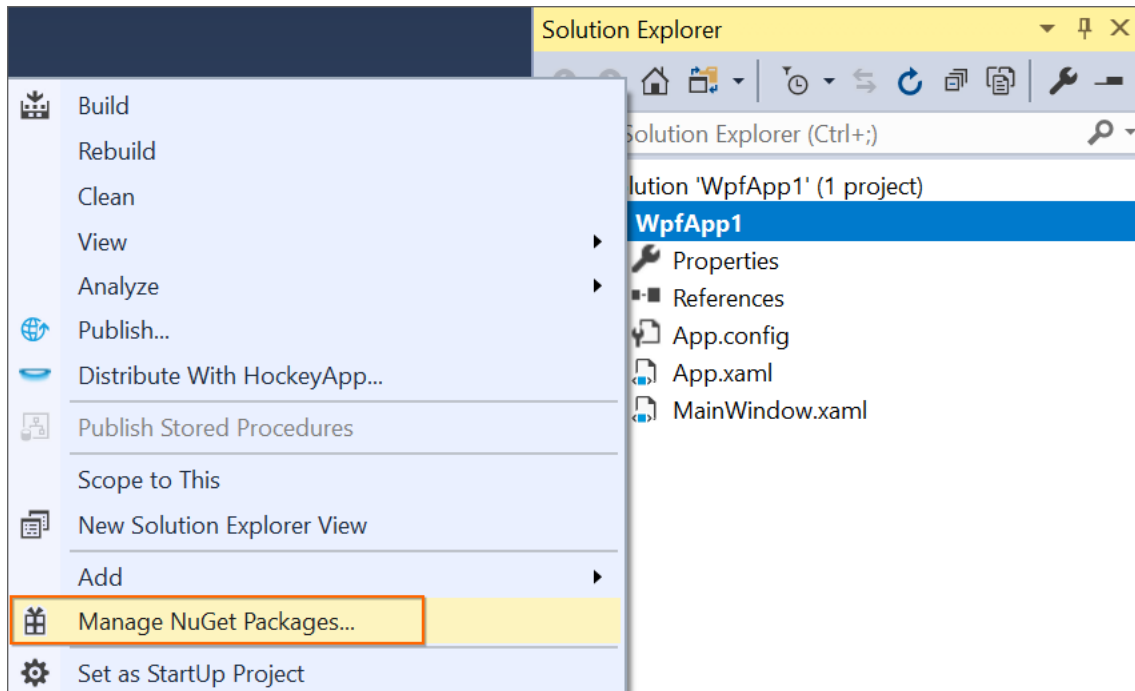 Solution Explorer
Solution Explorer (Ctrl+;)
lution 'WpfApp1' (1 project)
WpfApp1
Properties
References
App.config
App.xaml
MainWindow.xaml
Build
Rebuild
Clean
View
Analyze
Publish...
Distribute With HockeyApp...
Publish Stored Procedures
Scope to This
New Solution Explorer View
Add
Manage NuGet Packages...
Set as StartUp Project